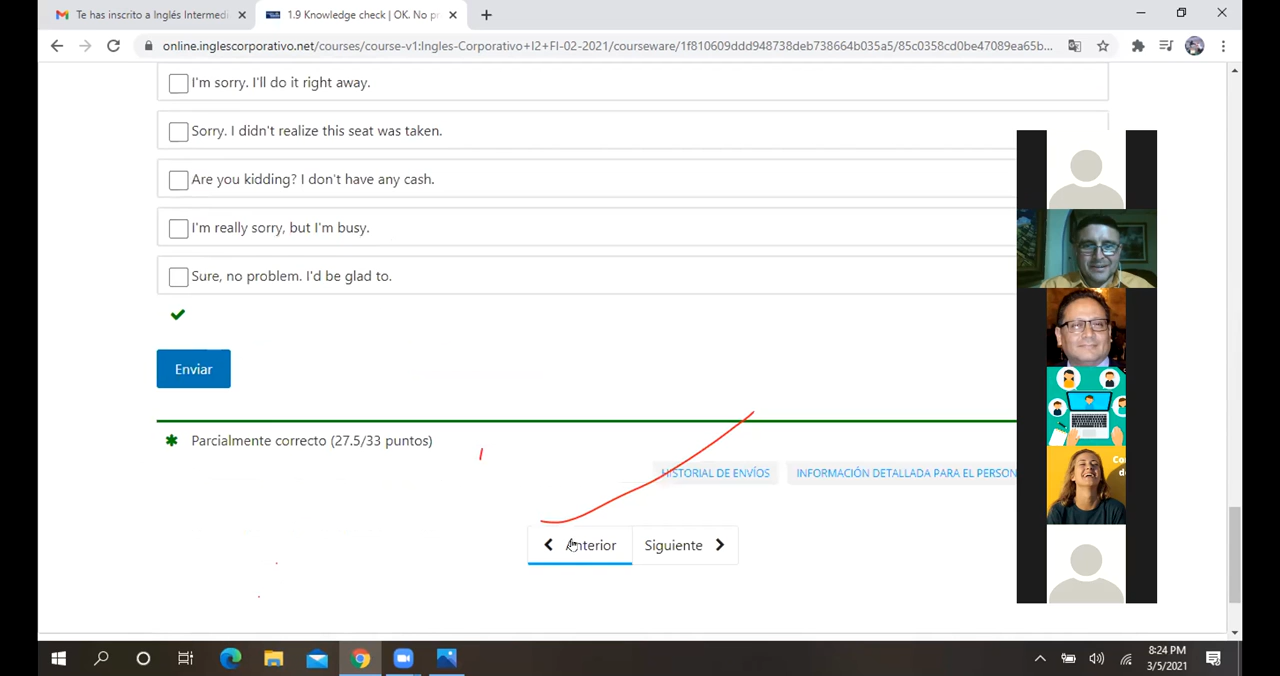 Te has inscrito a Inglés Intermedi
1.9 Knowledge check | OK. No pr
online.inglescorporativo.net/courses/course-v1:Ingles-Corporativo+I2+FI-02-2021/courseware/1f810609ddd948738deb738664b035a5/85c0358cd0be47089ea65b...
I'm sorry. I'll do it right away.
Sorry. I didn't realize this seat was taken.
Are you kidding? I don't have any cash.
I'm really sorry, but I'm busy.
Sure, no problem. I'd be glad to.
Enviar
Parcialmente correcto (27.5/33 puntos)
HISTORIAL DE ENVÍOS
INFORMACIÓN DETALLADA PARA EL PERSON
Anterior
Siguiente
8:24 PM
3/5/2021